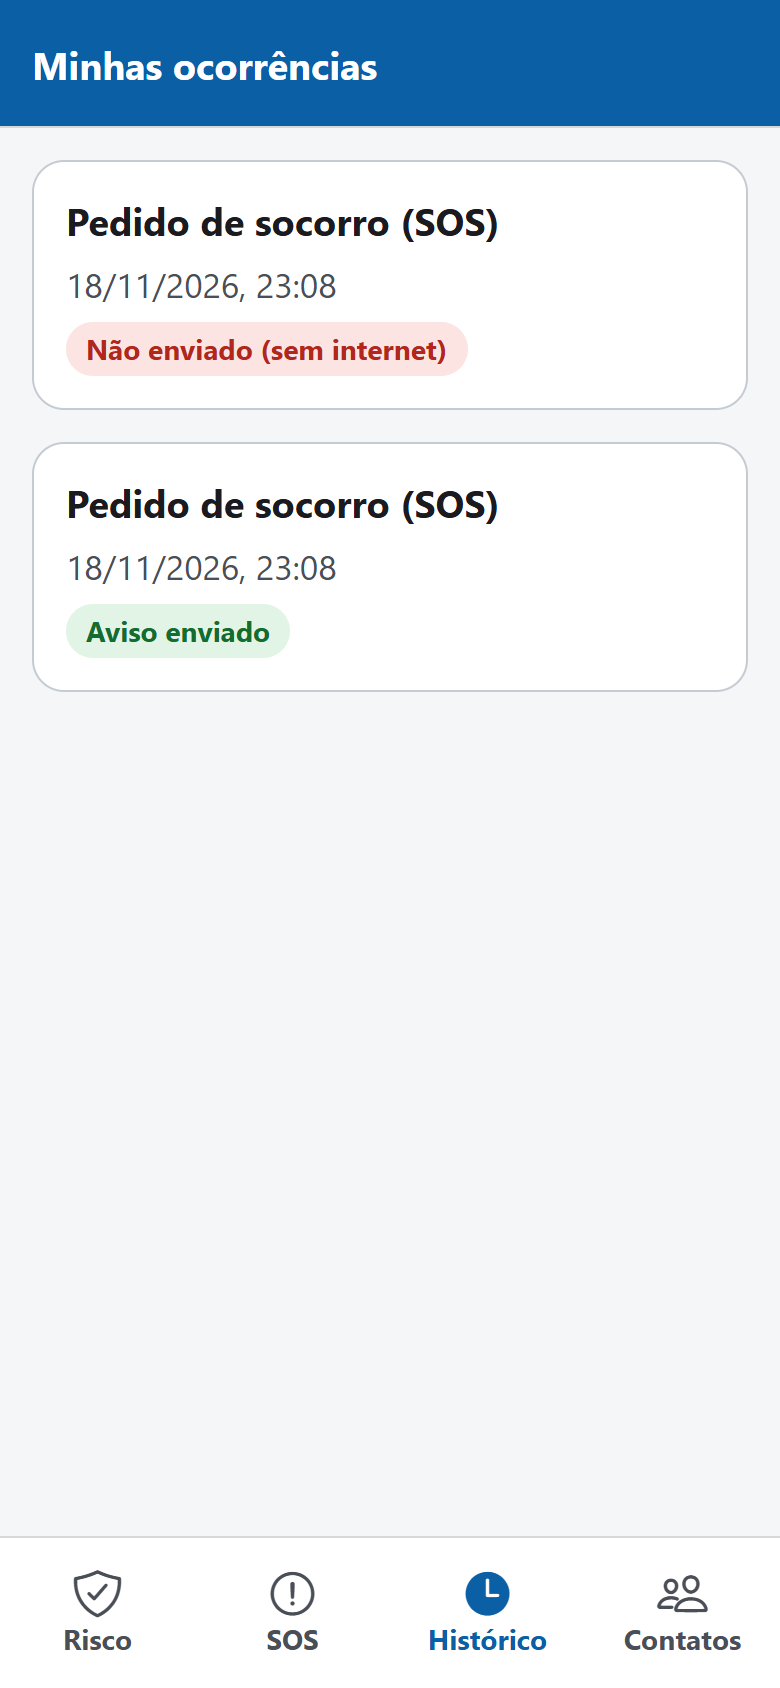 Minhas ocorrências
Pedido de socorro (SOS)
18/11/2026, 23:08
Não enviado (sem internet)
Pedido de socorro (SOS)
18/11/2026, 23:08
Aviso enviado
Risco
SOS
Histórico
Contatos